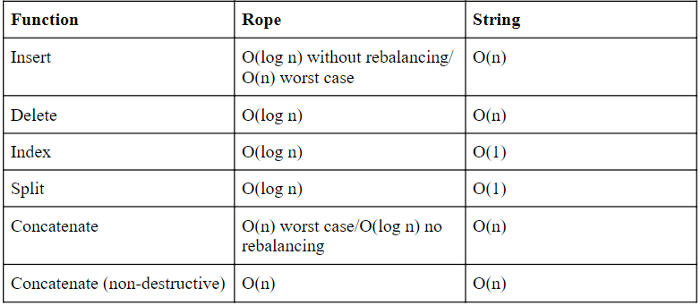 Function Rope String
Insert O(log n) without rebalancing/ O(n)
O(n) worst case
Delete O(log n) O(n)
Index O(log n) O(1)
Split O(log n) O(1)
Concatenate O(n) worst case/O(log n) no O(n)
rebalancing
Concatenate (non-destructive) O(n) O(n)